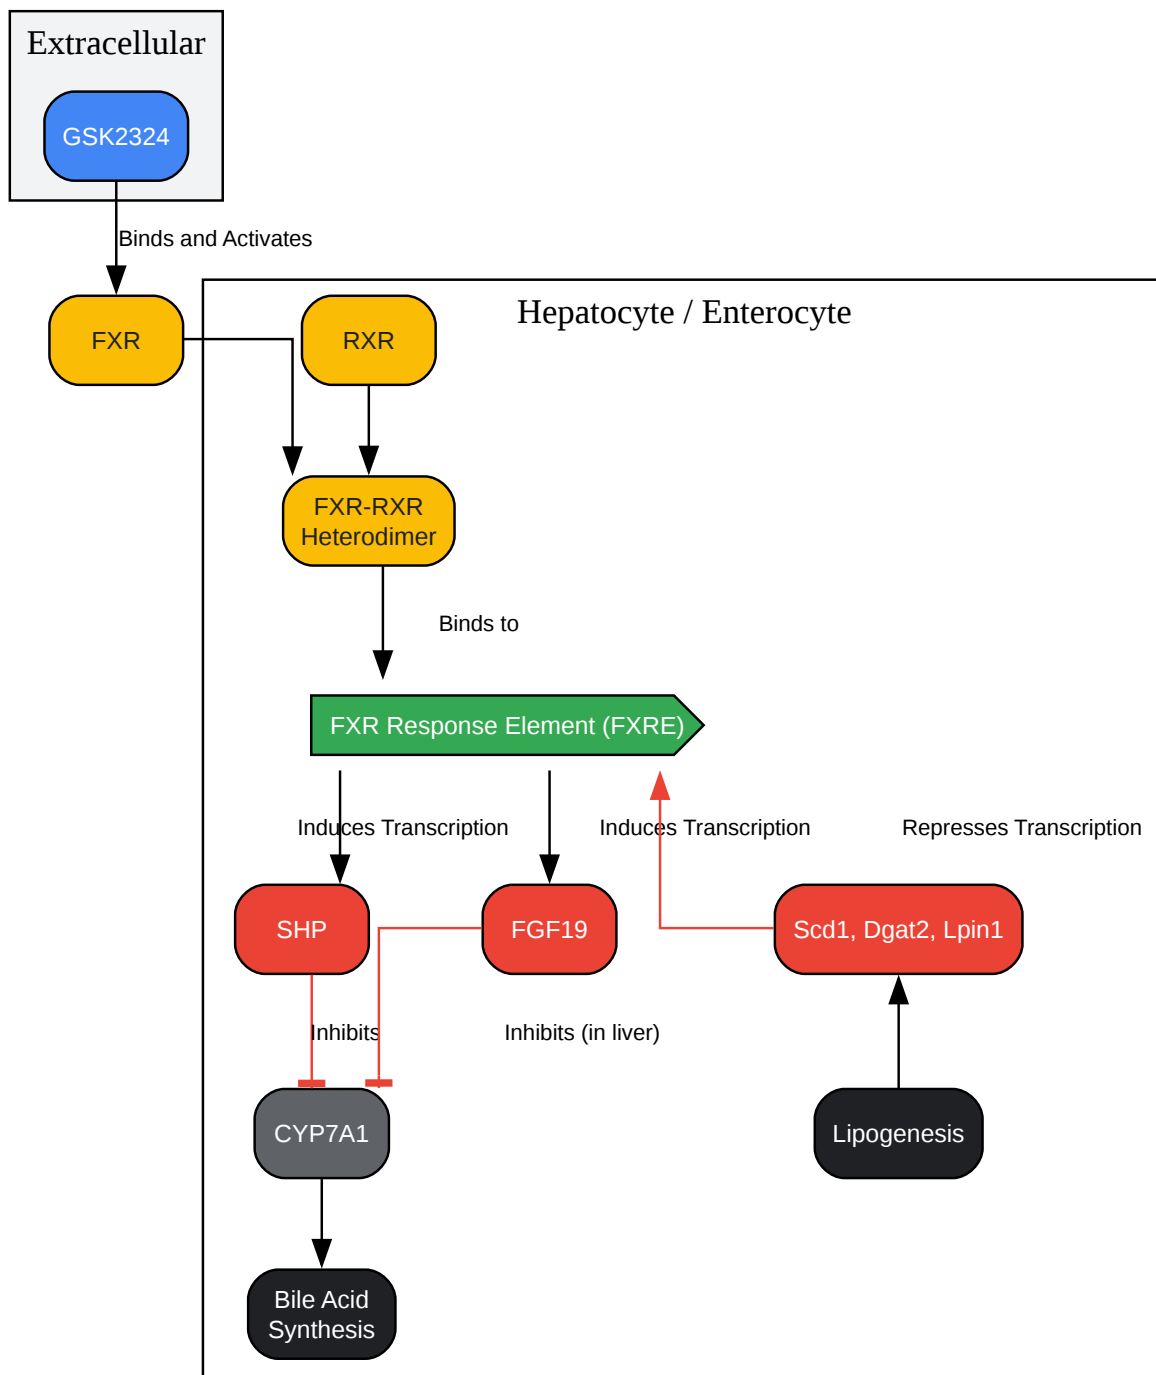 Extracellular
GSK2324
Binds and Activates
Hepatocyte / Enterocyte
FXR
RXR
FXR-RXR
Heterodimer
Binds to
FXR Response Element (FXRE)
Induces Transcription
Induces Transcription
Represses Transcription
SHP
FGF19
Scd1, Dgat2, Lpin1
Inhibits
Inhibits (in liver)
CYP7A1
Lipogenesis
Bile Acid
Synthesis